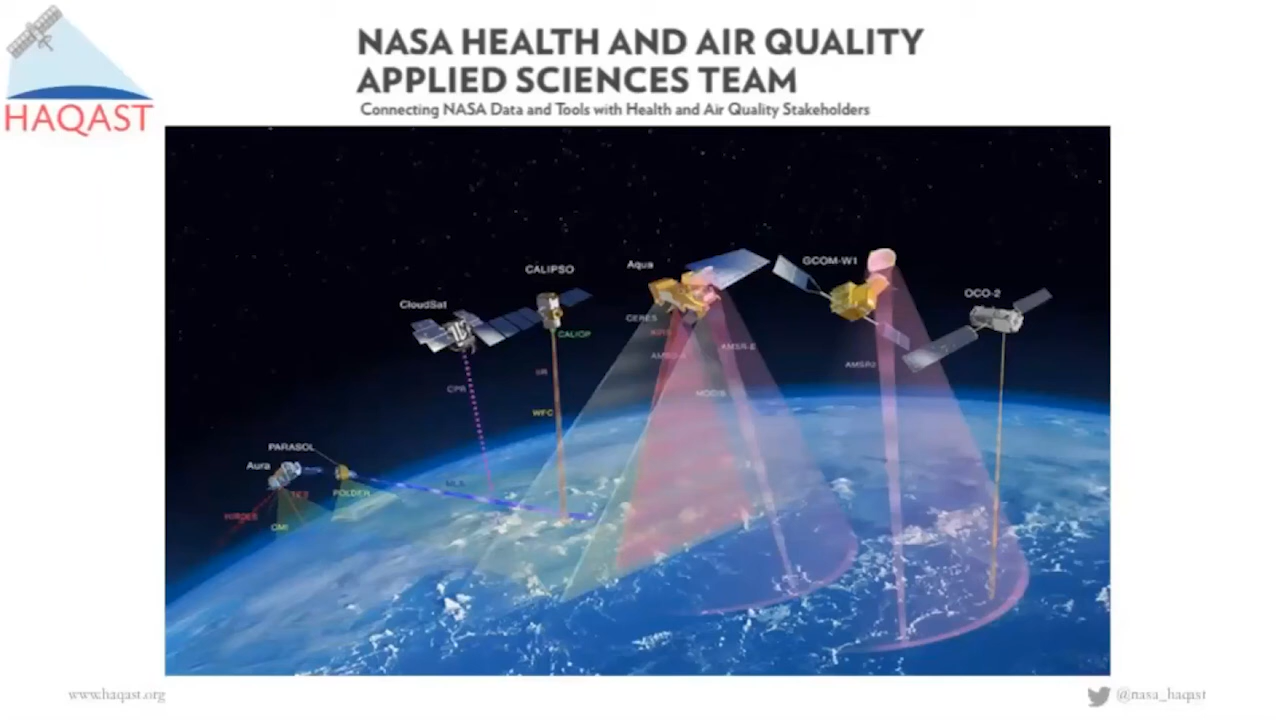 HAQAST
NASA HEALTH AND AIR QUALITY
APPLIED SCIENCES TEAM
Connecting NASA Data and Tools with Health and Air Quality Stakeholders
CloudSat
CALIPSO
Aqua
GCOM-W1
OCO-2
CERES
CALIOP
AMSR-E
AMSR2
IIR
CPR
MODIS
WFC
PARASOL
Aura
MLS
POLDER
TES
HIRDLS
OMI
www.haqast.org
@nasa_haqast